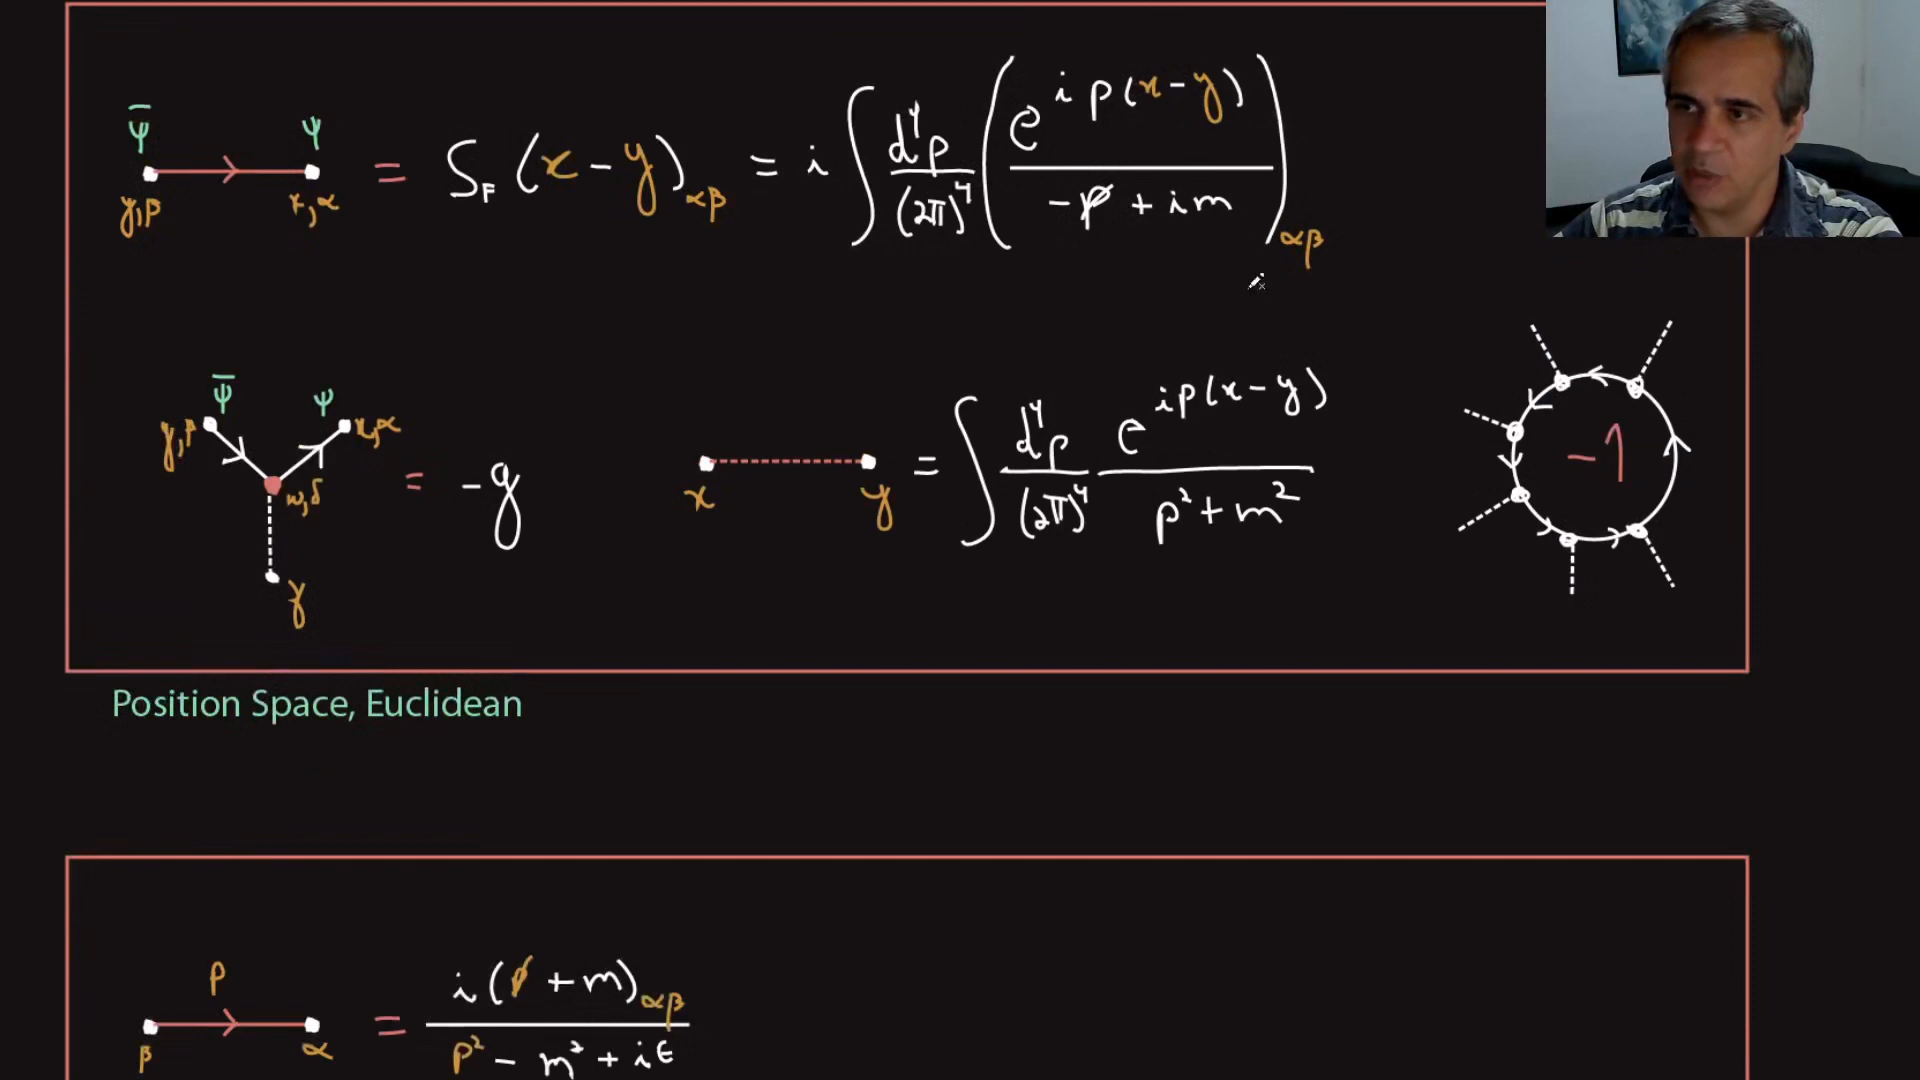 ψ̄ ψ
y,β x,α = S_F (x-y)_αβ = i ∫ d⁴p/(2π)⁴ ( e^{ip(x-y)} / (-p̸ + im) )_αβ
ψ̄ ψ
y,β x,α
w,δ = -g
z
x y = ∫ d⁴p/(2π)⁴ e^{ip(x-y)} / (p² + m²)
-1
Position Space, Euclidean
p
β α = i(p̸ + m)_αβ / (p² - m² + iϵ)